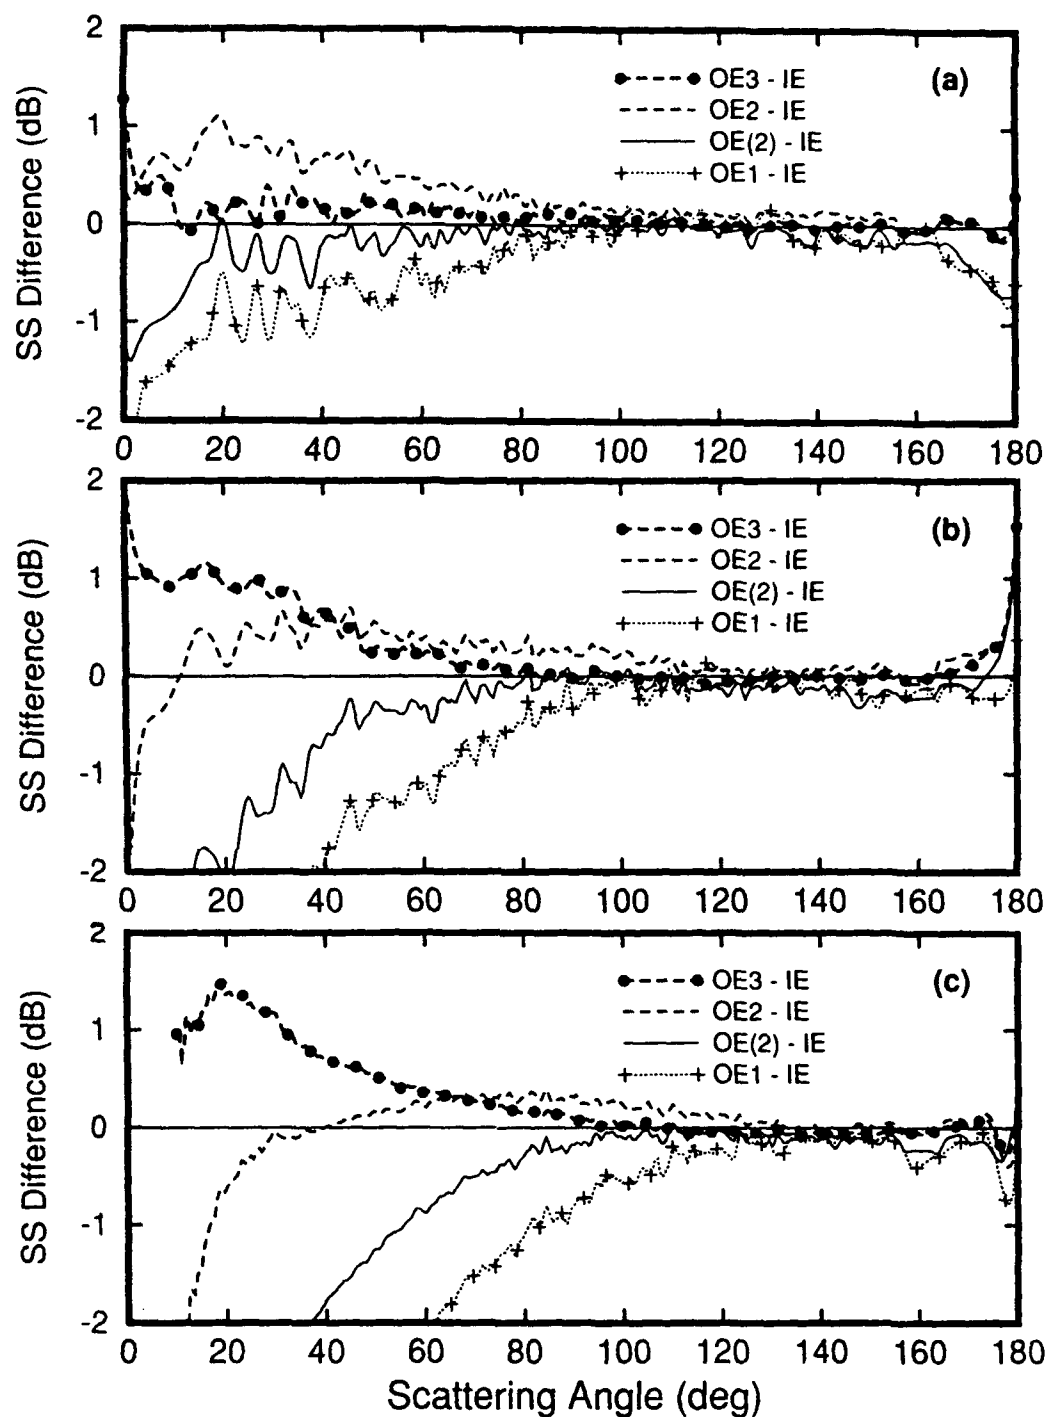 2
1
0
-1
-2
SS Difference (dB)
OE3 - IE
OE2 - IE
OE(2) - IE
OE1 - IE
(a)
0 20 40 60 80 100 120 140 160 180
2
1
0
-1
-2
SS Difference (dB)
OE3 - IE
OE2 - IE
OE(2) - IE
OE1 - IE
(b)
0 20 40 60 80 100 120 140 160 180
2
1
0
-1
-2
SS Difference (dB)
OE3 - IE
OE2 - IE
OE(2) - IE
OE1 - IE
(c)
0 20 40 60 80 100 120 140 160 180
Scattering Angle (deg)